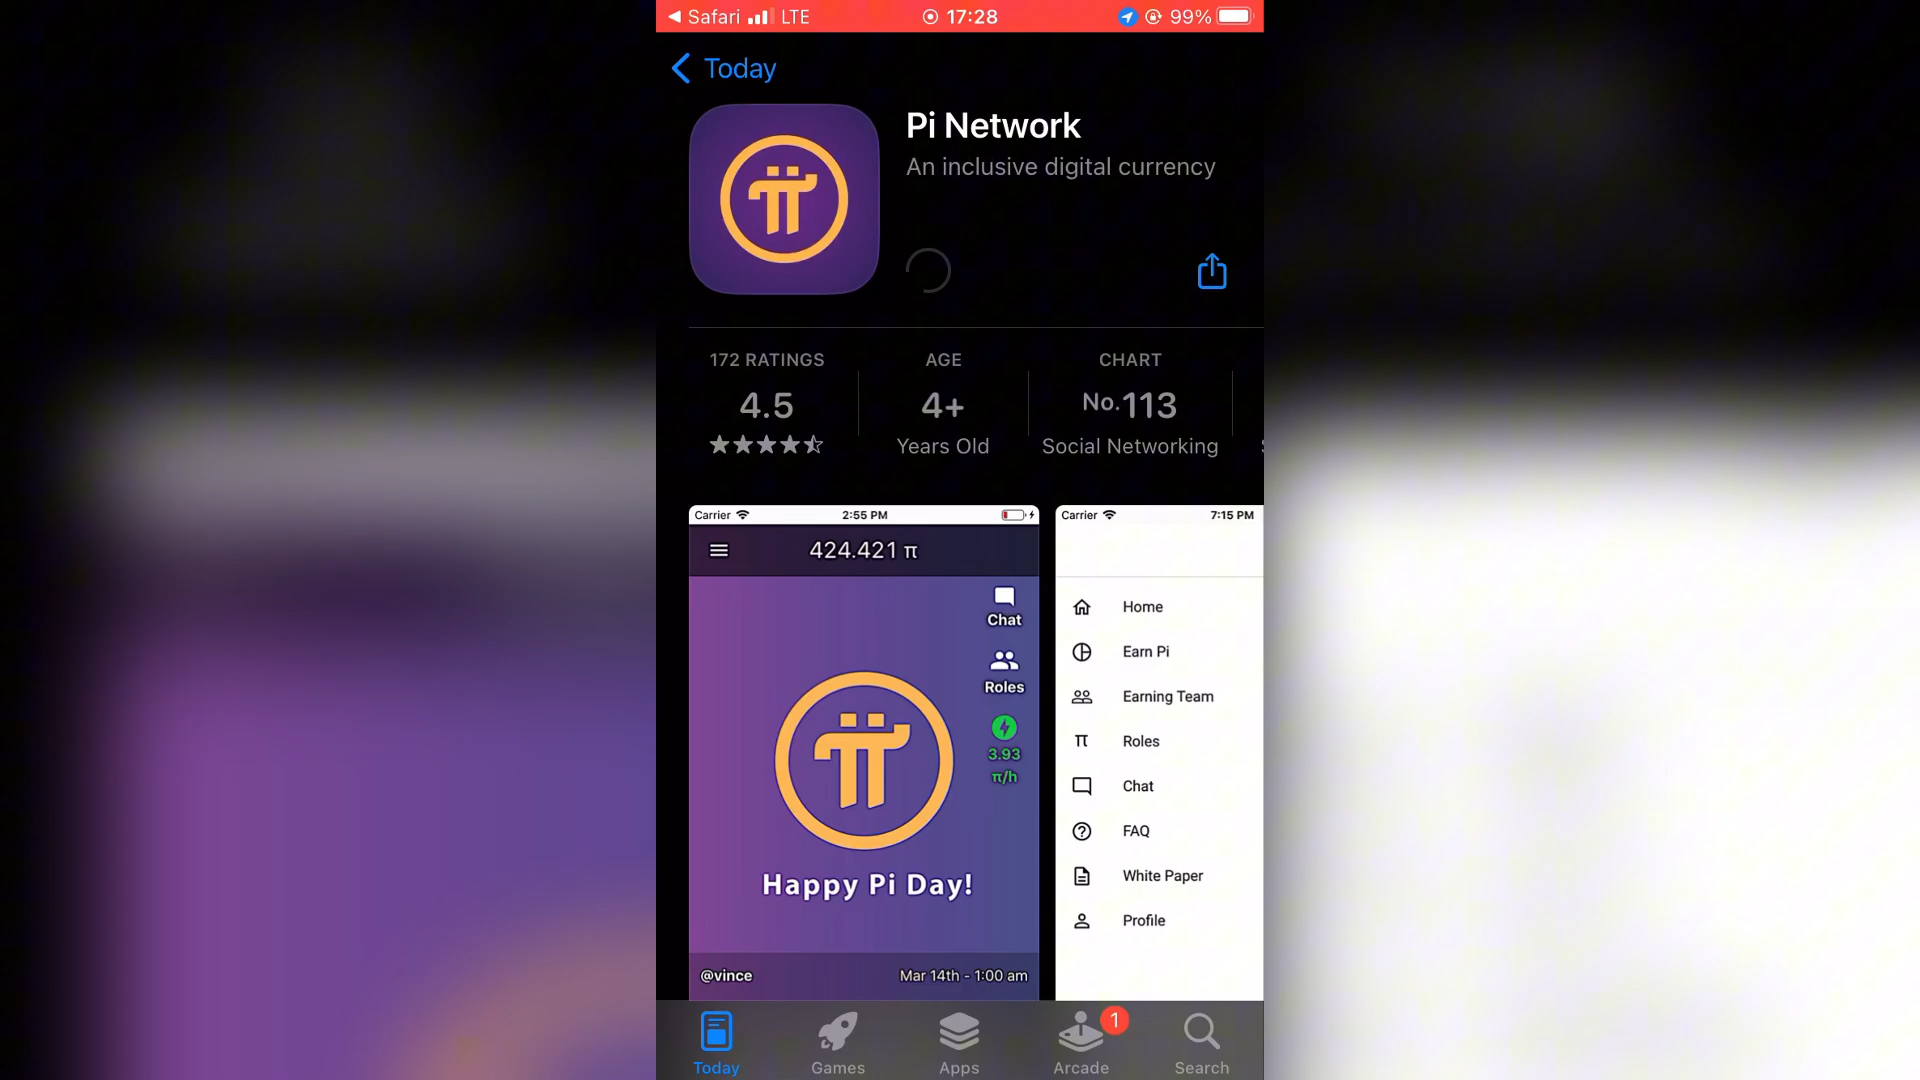 Safari LTE 17:28 99%
Today
Pi Network
An inclusive digital currency
172 RATINGS AGE CHART
4.5 4+ No.113
Years Old Social Networking
Carrier 2:55 PM
424.421 π
Chat
Roles
3.93
π/h
Happy Pi Day!
@vince Mar 14th - 1:00 am
Carrier 7:15 PM
Home
Earn Pi
Earning Team
Roles
Chat
FAQ
White Paper
Profile
1
Today Games Apps Arcade Search